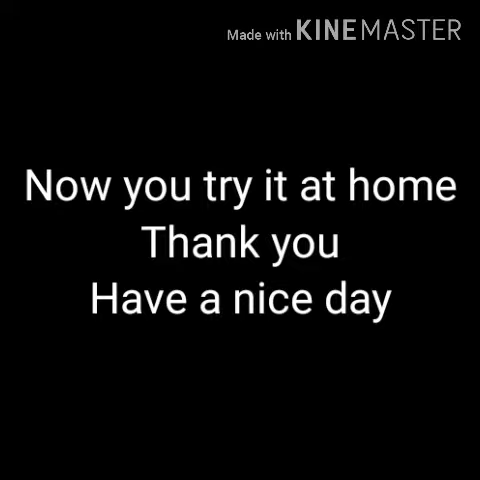 Made with KINEMASTER
Now you try it at home
Thank you
Have a nice day